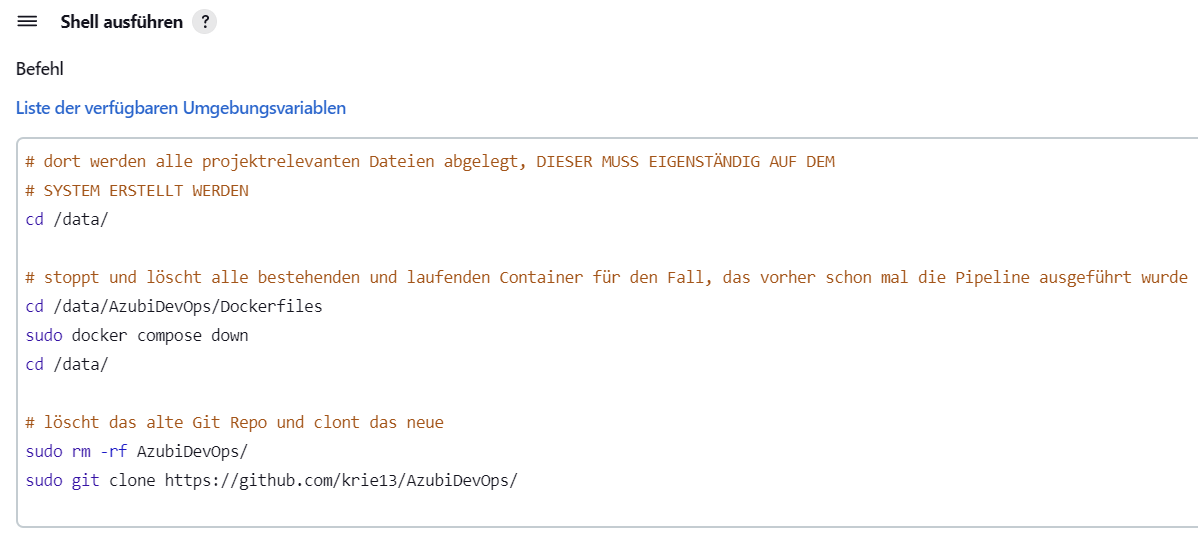 Shell ausführen ?
Befehl
Liste der verfügbaren Umgebungsvariablen
# dort werden alle projektrelevanten Dateien abgelegt, DIESER MUSS EIGENSTÄNDIG AUF DEM
# SYSTEM ERSTELLT WERDEN
cd /data/
# stoppt und löscht alle bestehenden und laufenden Container für den Fall, das vorher schon mal die Pipeline ausgeführt wurde
cd /data/AzubiDevOps/Dockerfiles
sudo docker compose down
cd /data/
# löscht das alte Git Repo und clont das neue
sudo rm -rf AzubiDevOps/
sudo git clone https://github.com/krie13/AzubiDevOps/